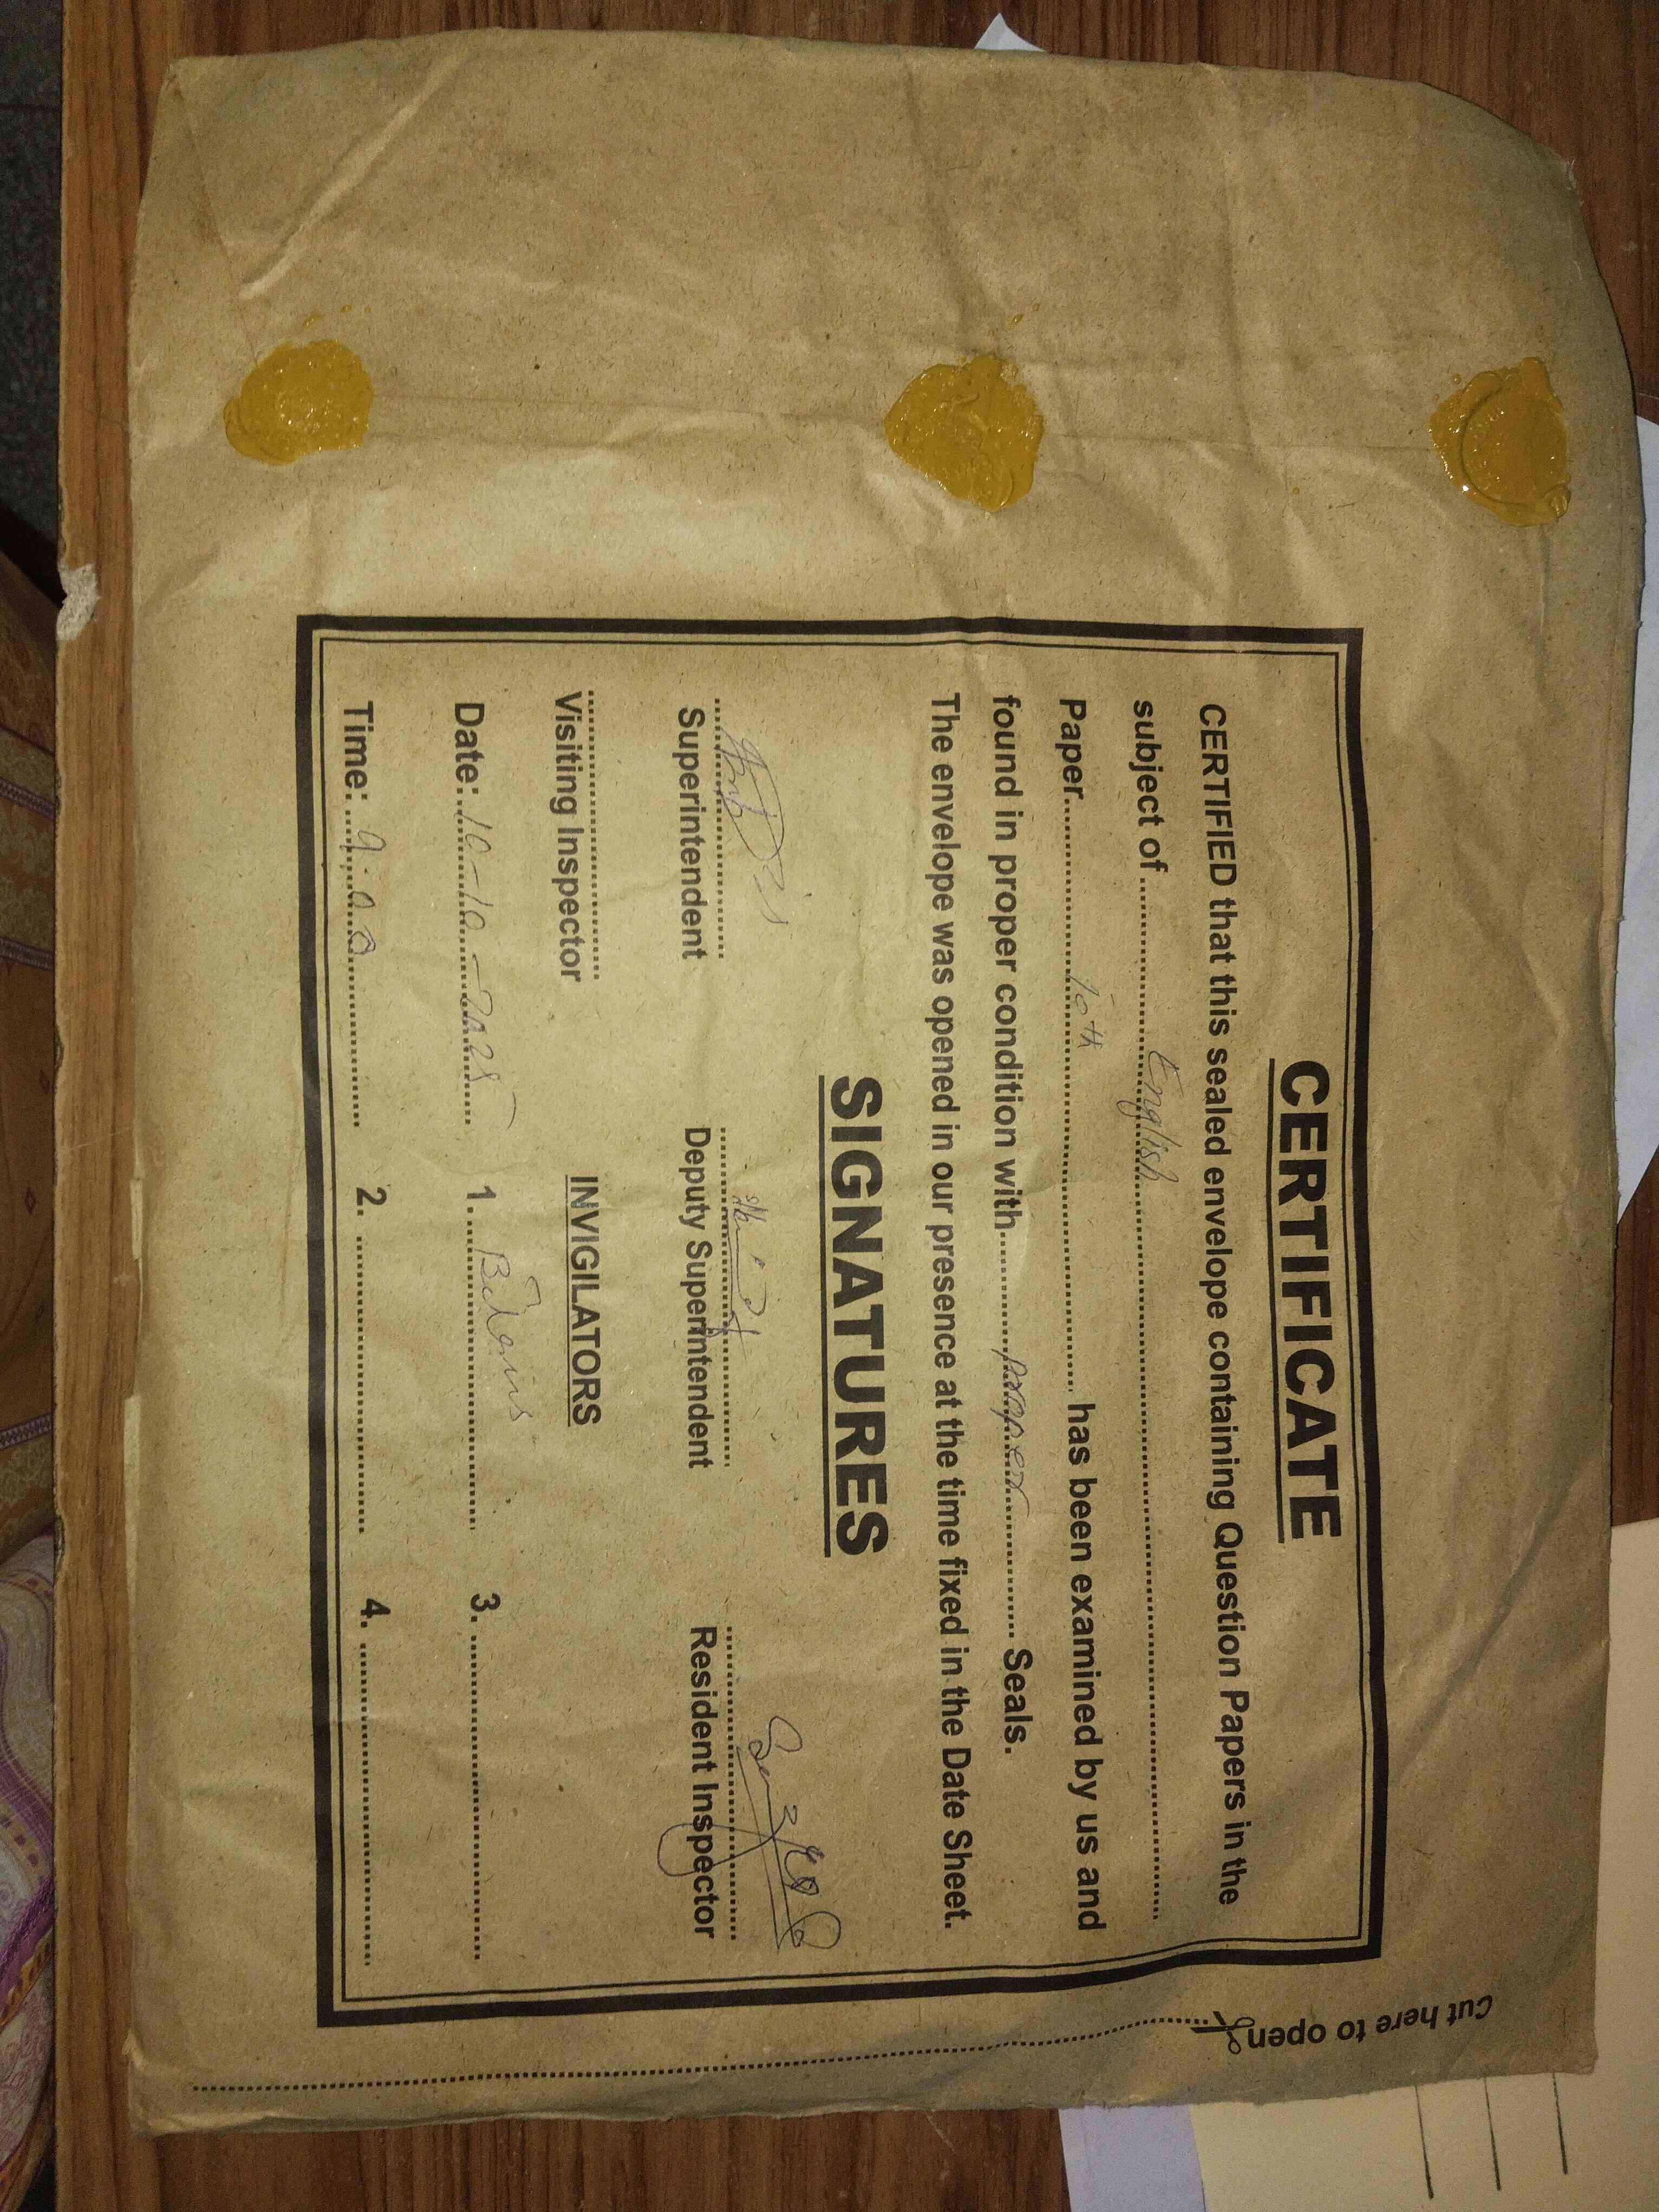 CERTIFICATE
CERTIFIED that this sealed envelope containing Question Papers in the
subject of ........ English ........
Paper ........ 10th ........ has been examined by us and
found in proper condition with ........ proper ........ Seals.
The envelope was opened in our presence at the time fixed in the Date Sheet.
SIGNATURES
Superintendent Deputy Superintendent Resident Inspector
Visiting Inspector INVIGILATORS
Date: 10-10-2025 1. ........ 3. ........
Time: 9:00 2. ........ 4. ........
Cut here to open